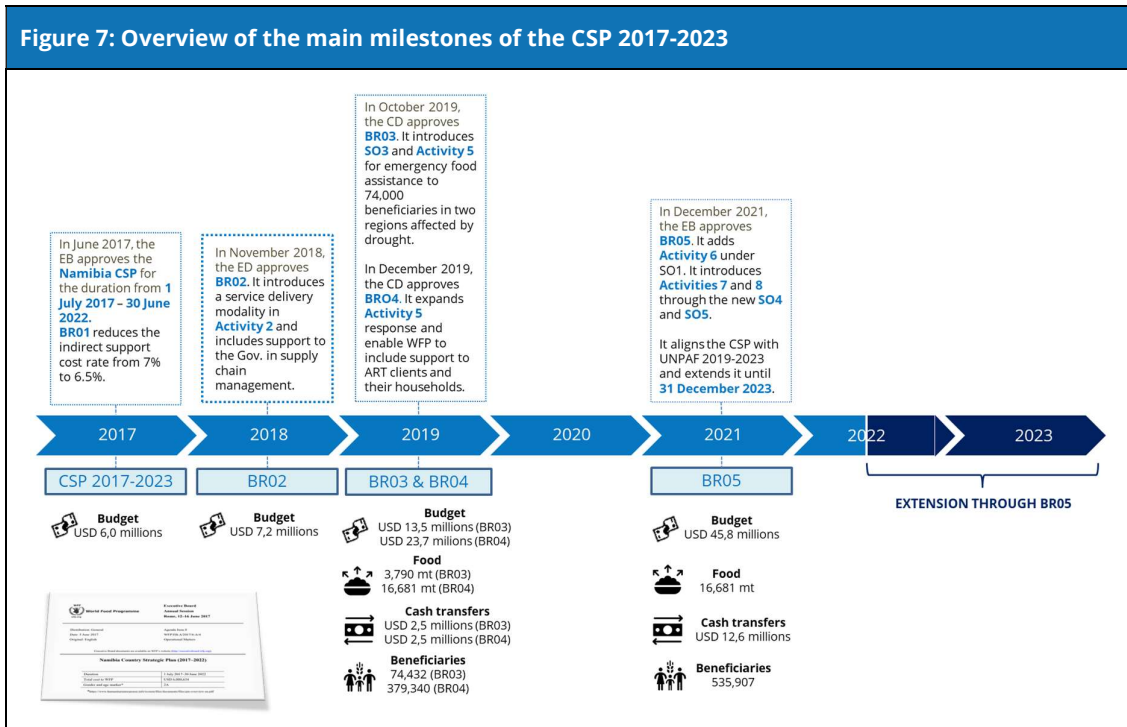 Figure 7: Overview of the main milestones of the CSP 2017-2023
In June 2017, the
EB approves the
Namibia CSP for
the duration from 1
July 2017 – 30 June
2022.
BR01 reduces the
indirect support
cost rate from 7%
to 6.5%.
In November 2018,
the ED approves
BR02. It introduces
a service delivery
modality in
Activity 2 and
includes support to
the Gov. in supply
chain
management.
In October 2019,
the CD approves
BR03. It introduces
SO3 and Activity 5
for emergency food
assistance to
74,000
beneficiaries in two
regions affected by
drought.
In December 2019,
the CD approves
BRO4. It expands
Activity 5
response and
enable WFP to
include support to
ART clients and
their households.
In December 2021,
the EB approves
BR05. It adds
Activity 6 under
SO1. It introduces
Activities 7 and 8
through the new SO4
and SO5.
It aligns the CSP with
UNPAF 2019-2023
and extends it until
31 December 2023.
2017
2018
2019
2020
2021
2022
2023
CSP 2017-2023
BR02
BR03 & BR04
BR05
EXTENSION THROUGH BR05
Budget
USD 6,0 millions
Budget
USD 7,2 millions
Budget
USD 13,5 millions (BR03)
USD 23,7 milions (BR04)
Food
3,790 mt (BR03)
16,681 mt (BR04)
Cash transfers
USD 2,5 millions (BR03)
USD 2,5 millions (BR04)
Beneficiaries
74,432 (BR03)
379,340 (BR04)
Budget
USD 45,8 millions
Food
16,681 mt
Cash transfers
USD 12,6 millions
Beneficiaries
535,907
World Food Programme
Executive Board
Annual Session
Rome, 12–16 June 2017
Namibia Country Strategic Plan (2017–2022)